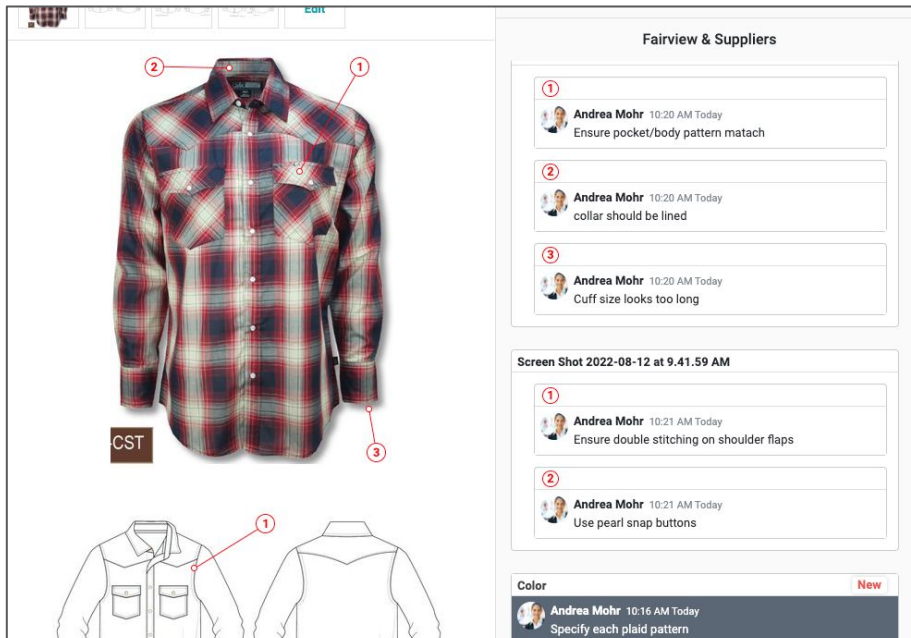 Edit
Fairview & Suppliers
2
1
1
Andrea Mohr 10:20 AM Today
Ensure pocket/body pattern matach
2
Andrea Mohr 10:20 AM Today
collar should be lined
3
Andrea Mohr 10:20 AM Today
Cuff size looks too long
-CST
3
Screen Shot 2022-08-12 at 9.41.59 AM
1
Andrea Mohr 10:21 AM Today
Ensure double stitching on shoulder flaps
2
Andrea Mohr 10:21 AM Today
Use pearl snap buttons
1
Color
New
Andrea Mohr 10:16 AM Today
Specify each plaid pattern